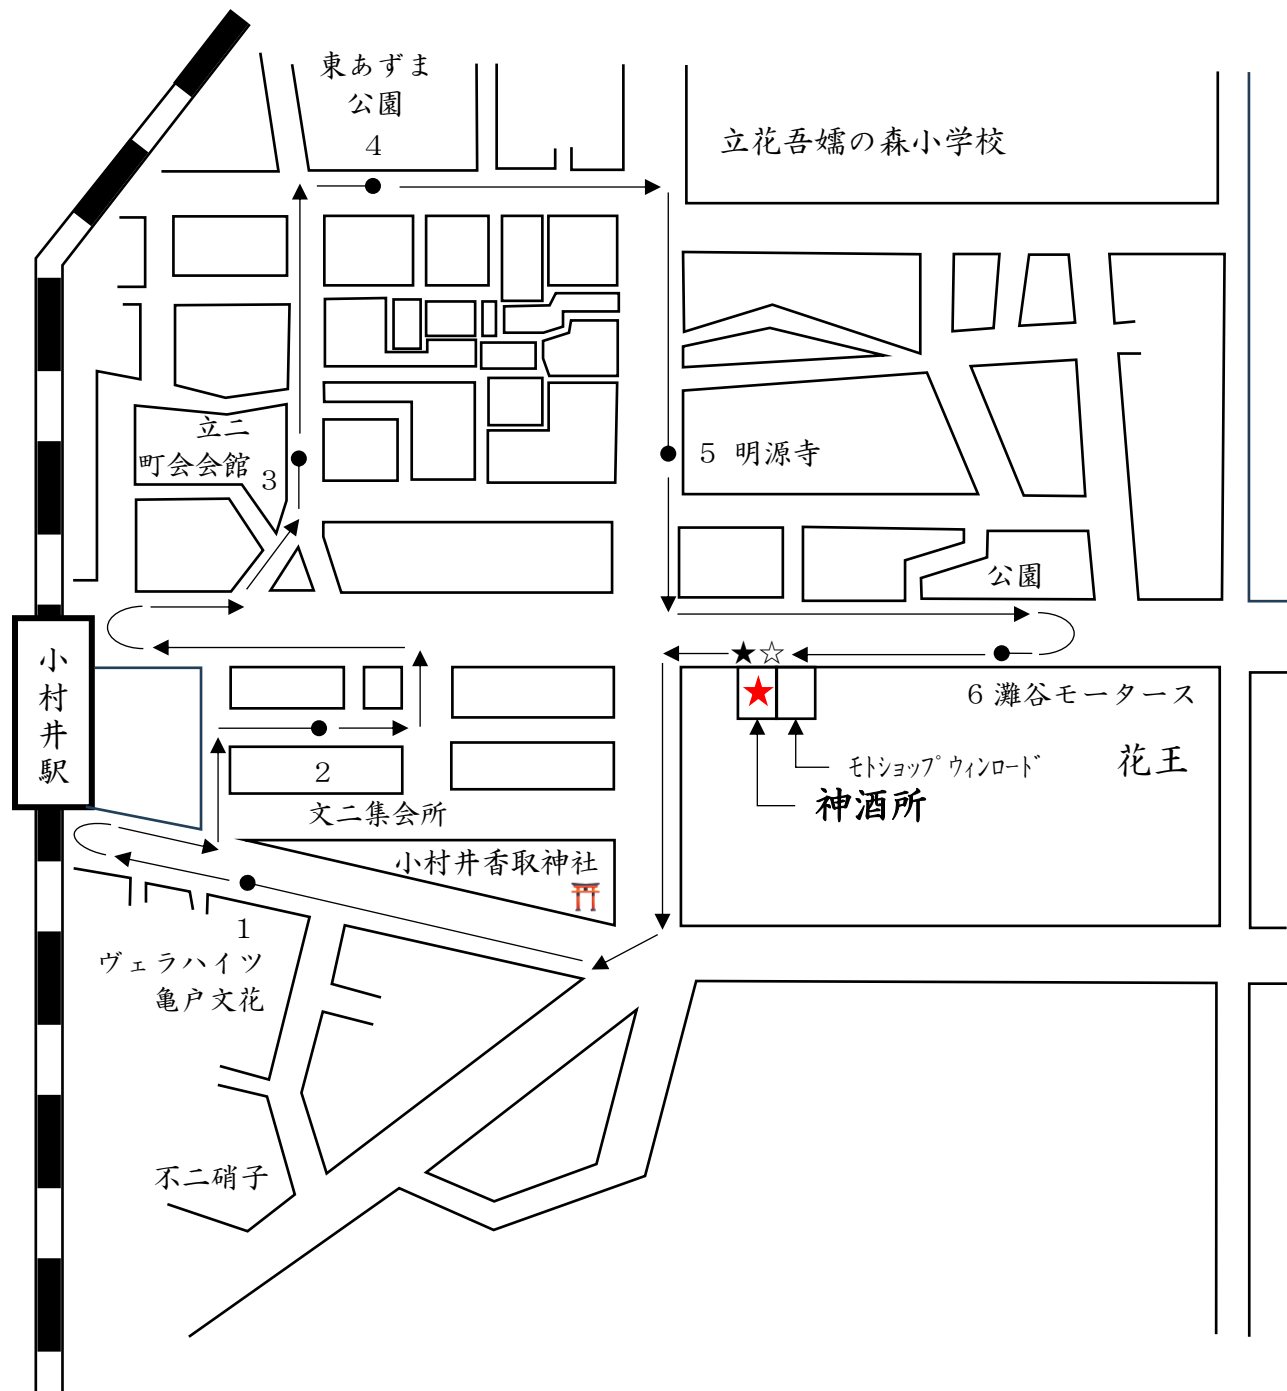 東あずま
公園
4
立花吾嬬の森小学校
立二
町会会館
3
5 明源寺
公園
小村井駅
★☆
★
6 灘谷モータース
モトショップウィンロード
花王
神酒所
2
文二集会所
小村井香取神社
1
ヴェラハイツ
亀戸文花
不二硝子